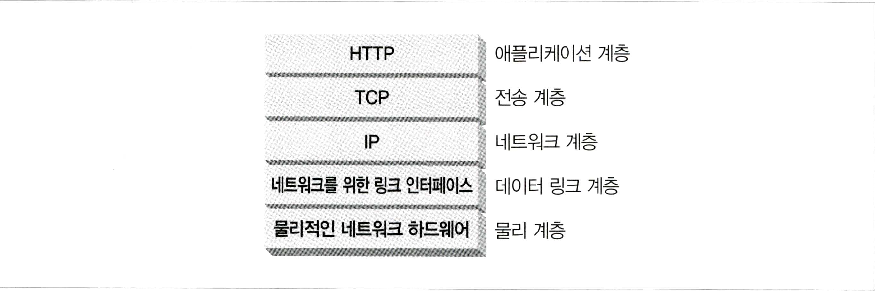 HTTP 애플리케이션 계층
TCP 전송 계층
IP 네트워크 계층
네트워크를 위한 링크 인터페이스 데이터 링크 계층
물리적인 네트워크 하드웨어 물리 계층